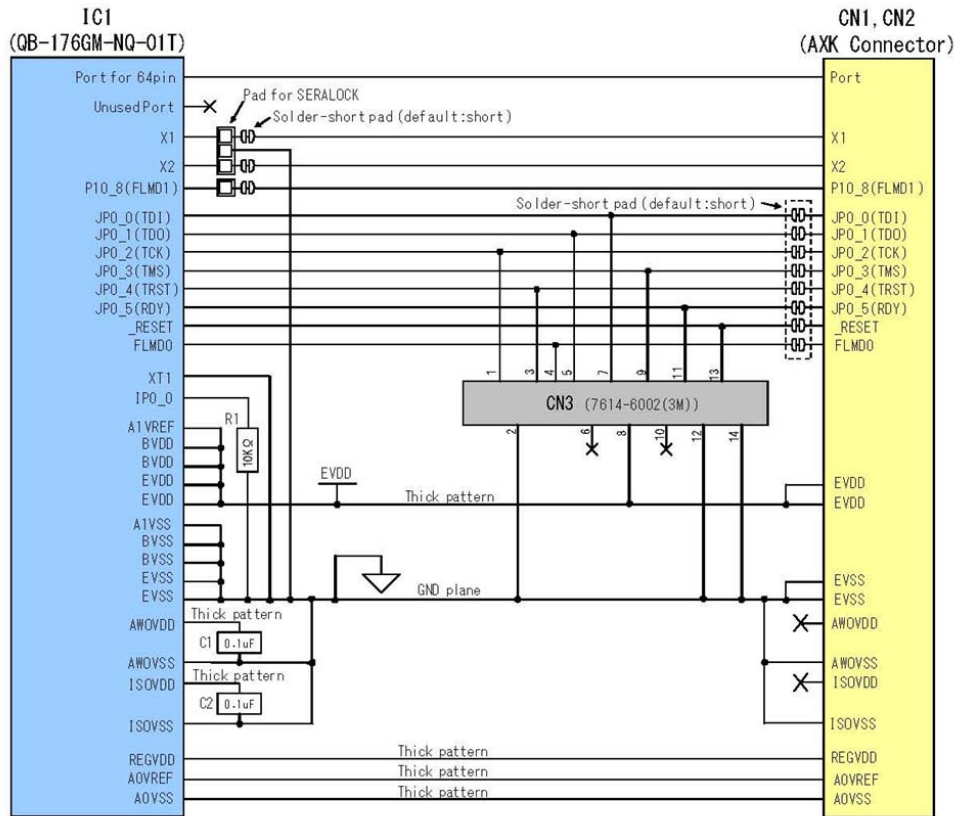 IC1
(QB-176GM-NQ-01T)
CN1, CN2
(AXK Connector)
Port for 64pin
Port
Unused Port
Pad for SERALOCK
Solder-short pad (default:short)
X1
X1
X2
X2
P10_8(FLMD1)
P10_8(FLMD1)
Solder-short pad (default:short)
JP0_0(TDI)
JP0_0(TDI)
JP0_1(TDO)
JP0_1(TDO)
JP0_2(TCK)
JP0_2(TCK)
JP0_3(TMS)
JP0_3(TMS)
JP0_4(TRST)
JP0_4(TRST)
JP0_5(RDY)
JP0_5(RDY)
_RESET
_RESET
FLMD0
FLMD0
1 3 4 5 7 9 11 13
CN3 (7614-6002(3M))
2 6 8 10 12 14
XT1
IP0_0
R1
10KΩ
A1VREF
BVDD
BVDD
EVDD
EVDD
EVDD
Thick pattern
EVDD
EVDD
A1VSS
BVSS
BVSS
EVSS
EVSS
GND plane
EVSS
EVSS
Thick pattern
AWOVDD
AWOVDD
C1 0.1uF
AWOVSS
AWOVSS
Thick pattern
ISOVDD
ISOVDD
C2 0.1uF
ISOVSS
ISOVSS
Thick pattern
REGVDD
REGVDD
Thick pattern
A0VREF
A0VREF
Thick pattern
A0VSS
A0VSS